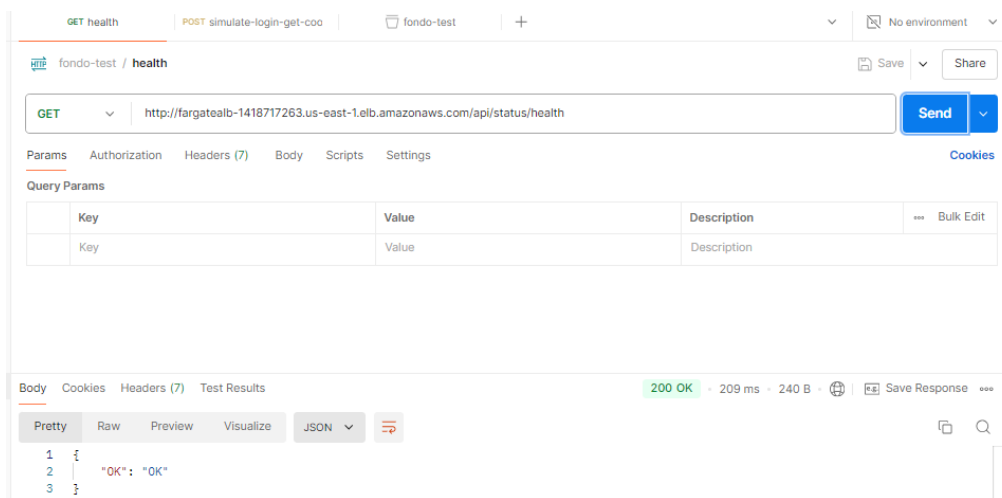 GET health POST simulate-login-get-coo fondo-test No environment
HTTP fondo-test / health Save Share
GET http://fargatealb-1418717263.us-east-1.elb.amazonaws.com/api/status/health Send
Params Authorization Headers (7) Body Scripts Settings Cookies
Query Params
Key Value Description Bulk Edit
Key Value Description
Body Cookies Headers (7) Test Results 200 OK 209 ms 240 B e.g. Save Response
Pretty Raw Preview Visualize JSON
1 {
2 "OK": "OK"
3 }